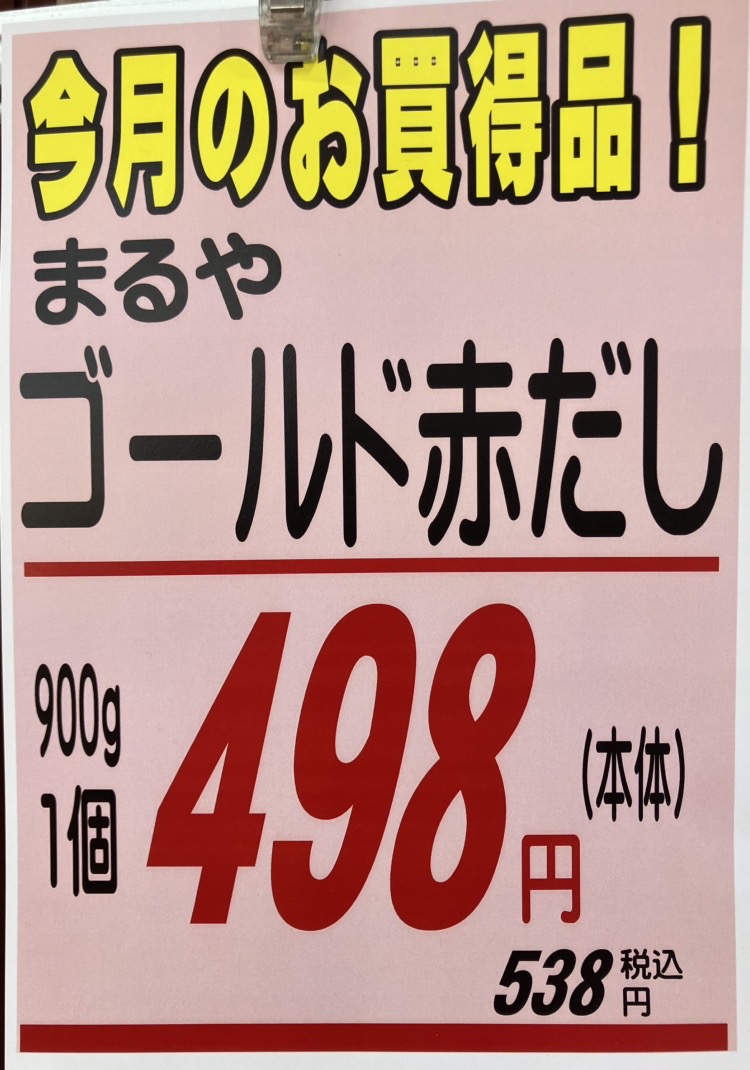 今月のお買得品！
まるや
ゴールド赤だし
900g
1個
498円
(本体)
538円
税込